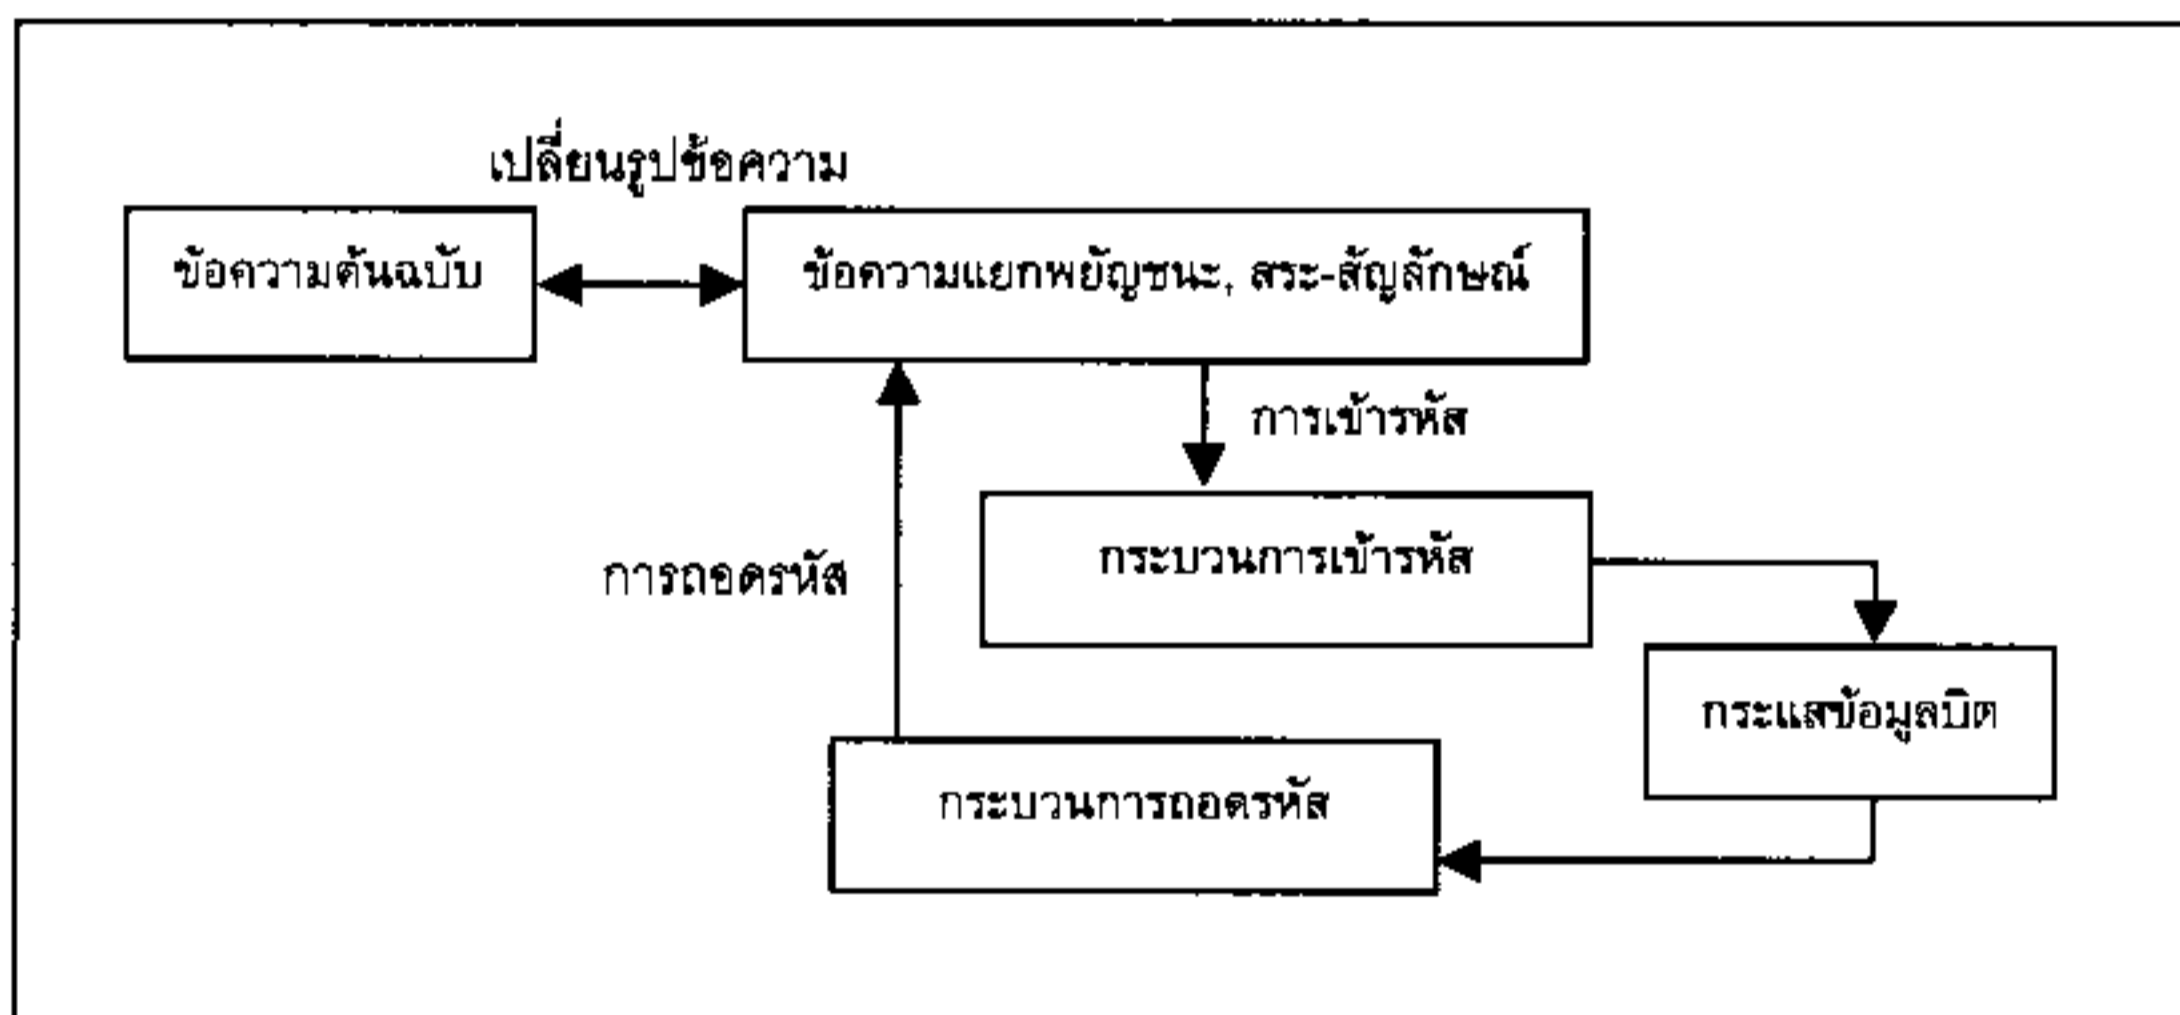 เปลี่ยนรูปข้อความ
ข้อความต้นฉบับ
ข้อความแยกพยัญชนะ, สระ-สัญลักษณ์
การเข้ารหัส
กระบวนการเข้ารหัส
การถอดรหัส
กระแสข้อมูลบิต
กระบวนการถอดรหัส